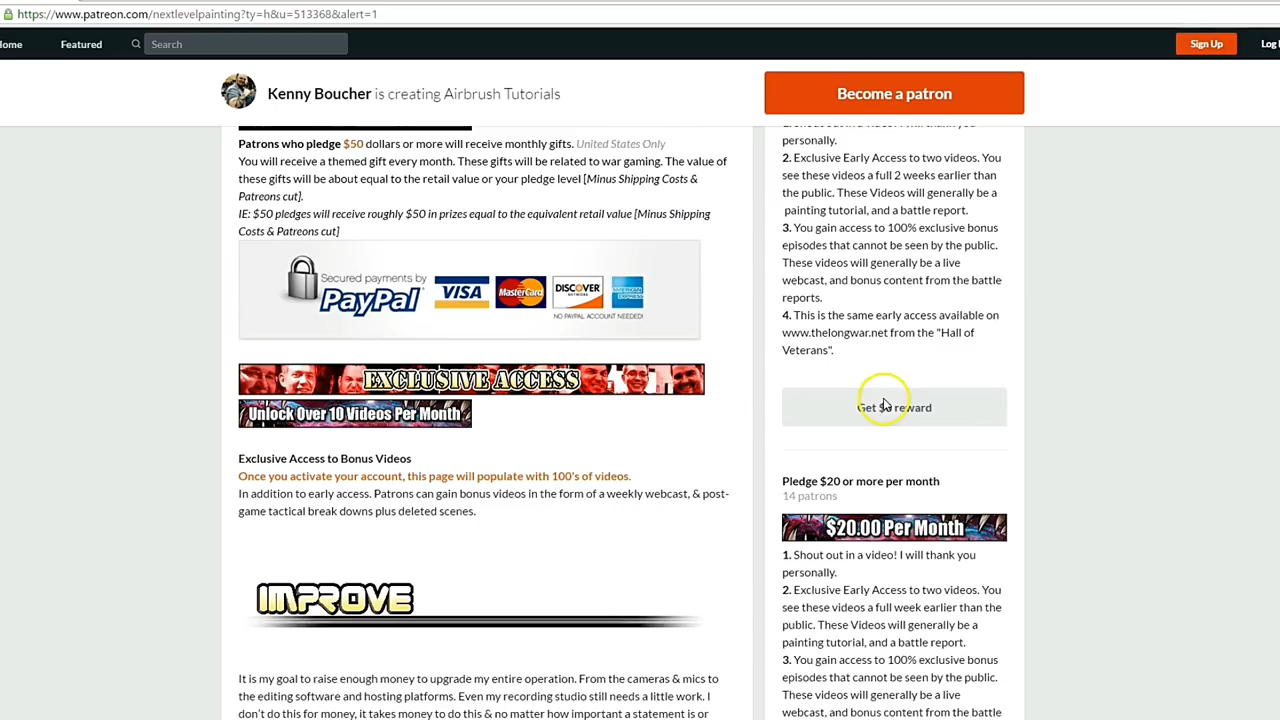 https://www.patreon.com/nextlevelpainting?ty=h&u=513368&alert=1
Home
Featured
Search
Sign Up
Log
Kenny Boucher is creating Airbrush Tutorials
Become a patron
Patrons who pledge $50 dollars or more will receive monthly gifts. United States Only
You will receive a themed gift every month. These gifts will be related to war gaming. The value of
these gifts will be about equal to the retail value or your pledge level [Minus Shipping Costs &
Patreons cut].
IE: $50 pledges will receive roughly $50 in prizes equal to the equivalent retail value [Minus Shipping
Costs & Patreons cut]
Secured payments by
PayPal
VISA
MasterCard
DISCOVER
AMERICAN EXPRESS
NO PAYPAL ACCOUNT NEEDED!
EXCLUSIVE ACCESS
Unlock Over 10 Videos Per Month
Exclusive Access to Bonus Videos
Once you activate your account, this page will populate with 100's of videos.
In addition to early access. Patrons can gain bonus videos in the form of a weekly webcast, & post-
game tactical break downs plus deleted scenes.
IMPROVE
It is my goal to raise enough money to upgrade my entire operation. From the cameras & mics to
the editing software and hosting platforms. Even my recording studio still needs a little work. I
don't do this for money, it takes money to do this & no matter how important a statement is or
personally.
2. Exclusive Early Access to two videos. You
see these videos a full 2 weeks earlier than
the public. These Videos will generally be a
painting tutorial, and a battle report.
3. You gain access to 100% exclusive bonus
episodes that cannot be seen by the public.
These videos will generally be a live
webcast, and bonus content from the battle
reports.
4. This is the same early access available on
www.thelongwar.net from the "Hall of
Veterans".
Get reward
Pledge $20 or more per month
14 patrons
$20.00 Per Month
1. Shout out in a video! I will thank you
personally.
2. Exclusive Early Access to two videos. You
see these videos a full week earlier than the
public. These Videos will generally be a
painting tutorial, and a battle report.
3. You gain access to 100% exclusive bonus
episodes that cannot be seen by the public.
These videos will generally be a live
webcast, and bonus content from the battle